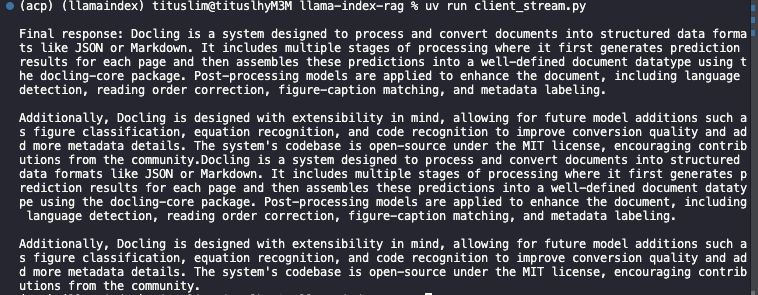 (acp) (llamaindex) tituslim@tituslhyM3M llama-index-rag % uv run client_stream.py
Final response: Docling is a system designed to process and convert documents into structured data forma
ts like JSON or Markdown. It includes multiple stages of processing where it first generates prediction
results for each page and then assembles these predictions into a well-defined document datatype using t
he docling-core package. Post-processing models are applied to enhance the document, including language
detection, reading order correction, figure-caption matching, and metadata labeling.
Additionally, Docling is designed with extensibility in mind, allowing for future model additions such a
s figure classification, equation recognition, and code recognition to improve conversion quality and ad
d more metadata details. The system's codebase is open-source under the MIT license, encouraging contrib
utions from the community.Docling is a system designed to process and convert documents into structured
data formats like JSON or Markdown. It includes multiple stages of processing where it first generates p
rediction results for each page and then assembles these predictions into a well-defined document dataty
pe using the docling-core package. Post-processing models are applied to enhance the document, including
language detection, reading order correction, figure-caption matching, and metadata labeling.
Additionally, Docling is designed with extensibility in mind, allowing for future model additions such a
s figure classification, equation recognition, and code recognition to improve conversion quality and ad
d more metadata details. The system's codebase is open-source under the MIT license, encouraging contrib
utions from the community.